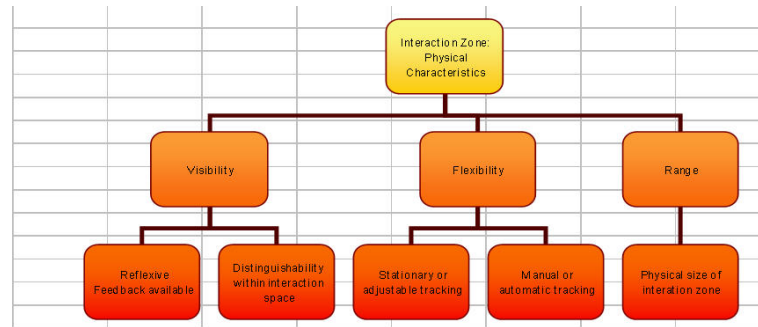 Interaction Zone:
Physical
Characteristics
Visibility
Flexibility
Range
Reflexive
Feedback available
Distinguishability
within interaction
space
Stationary or
adjustable tracking
Manual or
automatic tracking
Physical size of
interation zone